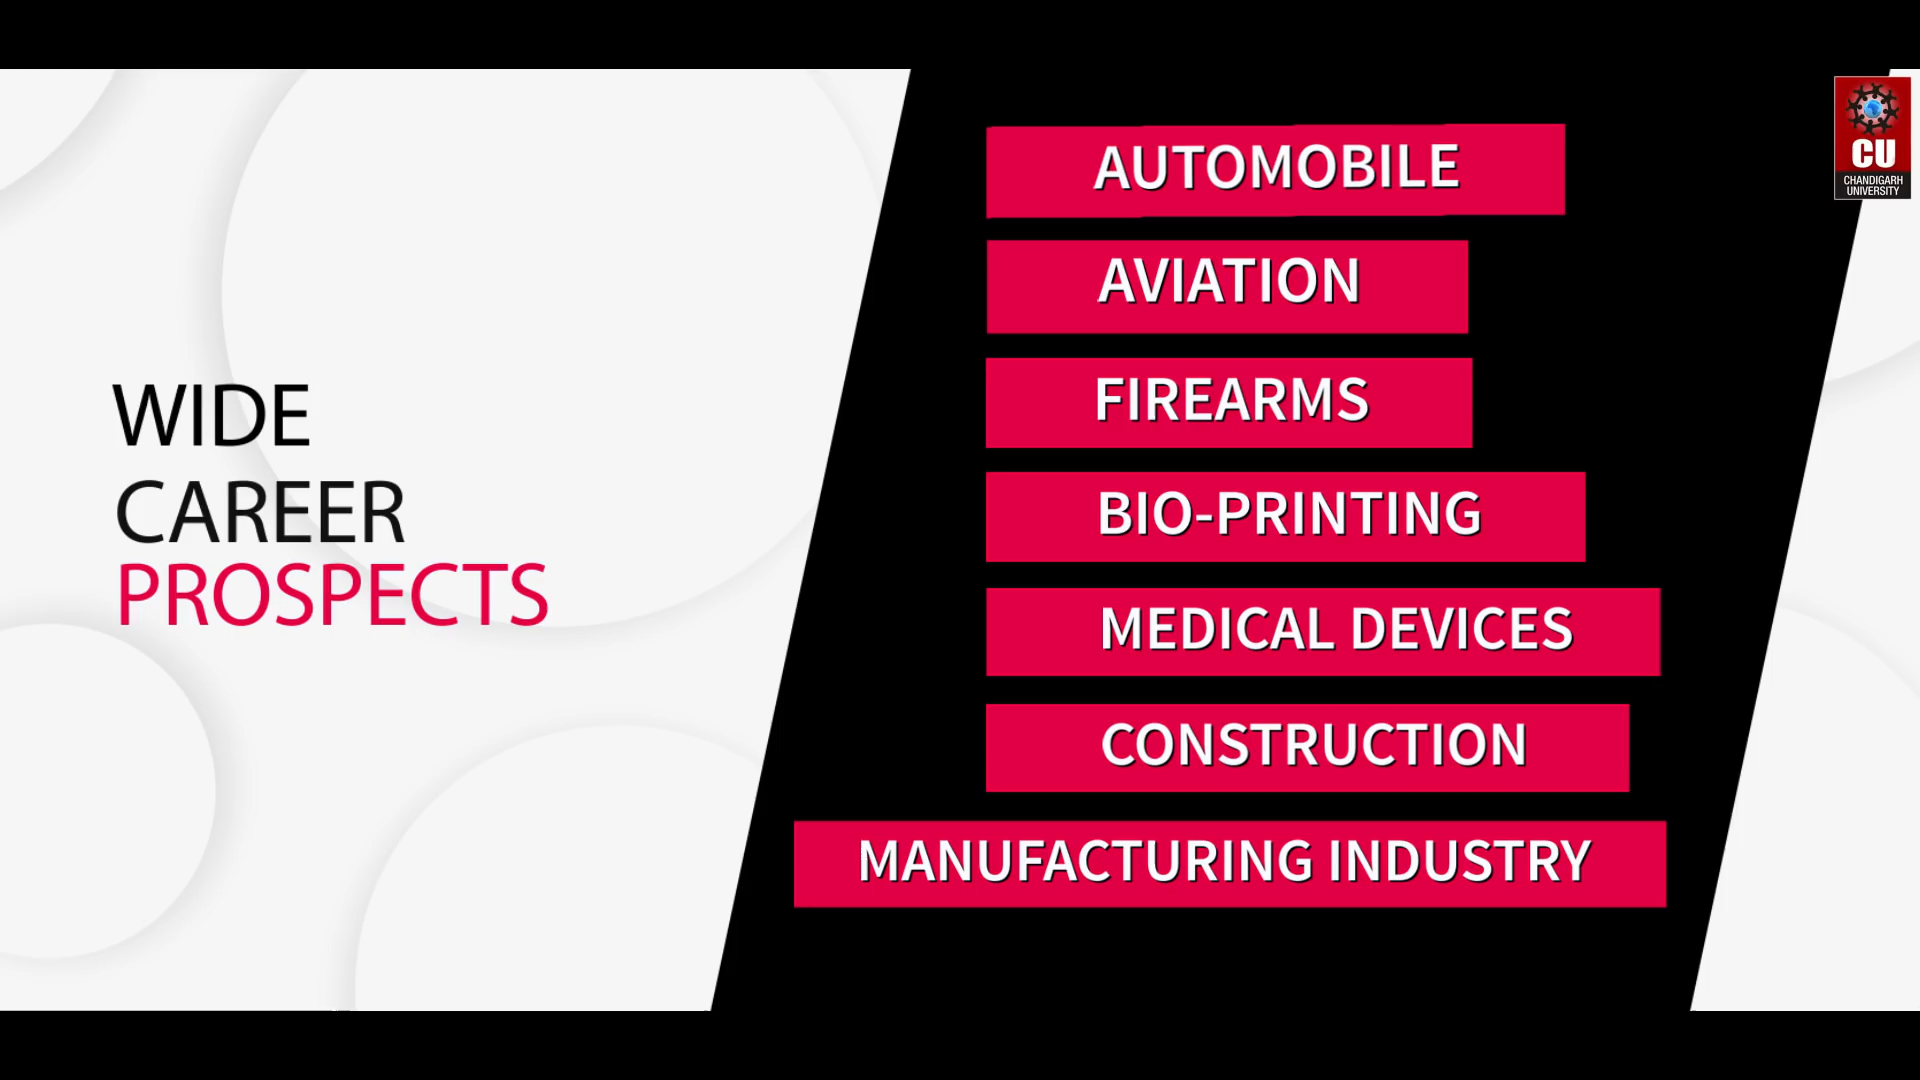 WIDE
CAREER
PROSPECTS
AUTOMOBILE
AVIATION
FIREARMS
BIO-PRINTING
MEDICAL DEVICES
CONSTRUCTION
MANUFACTURING INDUSTRY
CU
CHANDIGARH
UNIVERSITY